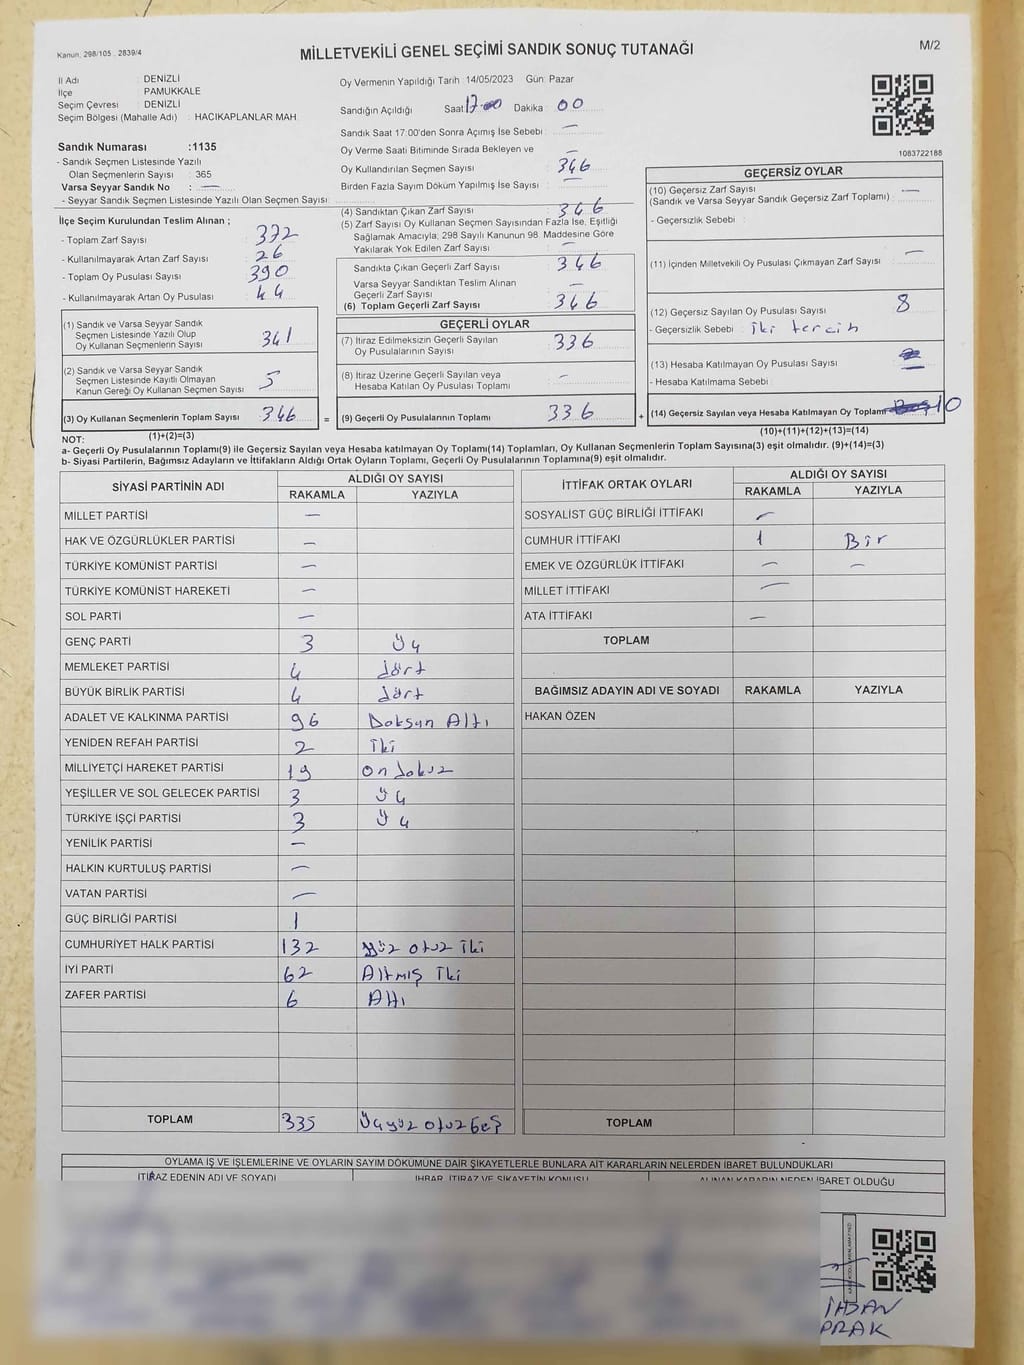 Kanun: 298/105 , 2839/4
MİLLETVEKİLİ GENEL SEÇİMİ SANDIK SONUÇ TUTANAĞI
M/2
İl Adı : DENİZLİ
İlçe : PAMUKKALE
Seçim Çevresi : DENİZLİ
Seçim Bölgesi (Mahalle Adı) : HACIKAPLANLAR MAH.
Sandık Numarası :1135
- Sandık Seçmen Listesinde Yazılı
Olan Seçmenlerin Sayısı : 365
Varsa Seyyar Sandık No : —
- Seyyar Sandık Seçmen Listesinde Yazılı Olan Seçmen Sayısı :
Oy Vermenin Yapıldığı Tarih 14/05/2023 Gün: Pazar
Sandığın Açıldığı Saat 17 00 Dakika : 00
Sandık Saat 17:00'den Sonra Açımış İse Sebebi : —
Oy Verme Saati Bitiminde Sırada Bekleyen ve —
Oy Kullandırılan Seçmen Sayısı : 346
Birden Fazla Sayım Döküm Yapılmış İse Sayısı : —
1083722188
İlçe Seçim Kurulundan Teslim Alınan ;
- Toplam Zarf Sayısı : 372
- Kullanılmayarak Artan Zarf Sayısı : 26
- Toplam Oy Pusulası Sayısı : 390
- Kullanılmayarak Artan Oy Pusulası : 44
(4) Sandıktan Çıkan Zarf Sayısı : 346
(5) Zarf Sayısı Oy Kullanan Seçmen Sayısından Fazla İse, Eşitliği
Sağlamak Amacıyla; 298 Sayılı Kanunun 98. Maddesine Göre
Yakılarak Yok Edilen Zarf Sayısı : —
Sandıkta Çıkan Geçerli Zarf Sayısı : 346
Varsa Seyyar Sandıktan Teslim Alınan
Geçerli Zarf Sayısı : —
(6) Toplam Geçerli Zarf Sayısı : 346
GEÇERSİZ OYLAR
(10) Geçersiz Zarf Sayısı
(Sandık ve Varsa Seyyar Sandık Geçersiz Zarf Toplamı) : —
- Geçersizlik Sebebi :
(11) İçinden Milletvekili Oy Pusulası Çıkmayan Zarf Sayısı : —
(12) Geçersiz Sayılan Oy Pusulası Sayısı : 8
- Geçersizlik Sebebi : iki tercih
(13) Hesaba Katılmayan Oy Pusulası Sayısı : 2
- Hesaba Katılmama Sebebi :
(14) Geçersiz Sayılan veya Hesaba Katılmayan Oy Toplamı 10
(10)+(11)+(12)+(13)=(14)
(1) Sandık ve Varsa Seyyar Sandık
Seçmen Listesinde Yazılı Olup
Oy Kullanan Seçmenlerin Sayısı : 341
(2) Sandık ve Varsa Seyyar Sandık
Seçmen Listesinde Kayıtlı Olmayan
Kanun Gereği Oy Kullanan Seçmen Sayısı : 5
(3) Oy Kullanan Seçmenlerin Toplam Sayısı : 346 =
(1)+(2)=(3)
GEÇERLİ OYLAR
(7) İtiraz Edilmeksizin Geçerli Sayılan
Oy Pusulalarının Sayısı : 336
(8) İtiraz Üzerine Geçerli Sayılan veya
Hesaba Katılan Oy Pusulası Toplamı : —
(9) Geçerli Oy Pusulalarının Toplamı : 336 +
NOT:
a- Geçerli Oy Pusulalarının Toplamı(9) ile Geçersiz Sayılan veya Hesaba katılmayan Oy Toplamı(14) Toplamları, Oy Kullanan Seçmenlerin Toplam Sayısına(3) eşit olmalıdır. (9)+(14)=(3)
b- Siyasi Partilerin, Bağımsız Adayların ve İttifakların Aldığı Ortak Oyların Toplamı, Geçerli Oy Pusulalarının Toplamına(9) eşit olmalıdır.
SİYASİ PARTİNİN ADI ALDIĞI OY SAYISI
RAKAMLA YAZIYLA
MİLLET PARTİSİ —
HAK VE ÖZGÜRLÜKLER PARTİSİ —
TÜRKİYE KOMÜNİST PARTİSİ —
TÜRKİYE KOMÜNİST HAREKETİ —
SOL PARTİ —
GENÇ PARTİ 3 Üç
MEMLEKET PARTİSİ 4 dört
BÜYÜK BİRLİK PARTİSİ 4 dört
ADALET VE KALKINMA PARTİSİ 96 Doksan Altı
YENİDEN REFAH PARTİSİ 2 iki
MİLLİYETÇİ HAREKET PARTİSİ 19 on dokuz
YEŞİLLER VE SOL GELECEK PARTİSİ 3 Üç
TÜRKİYE İŞÇİ PARTİSİ 3 Üç
YENİLİK PARTİSİ —
HALKIN KURTULUŞ PARTİSİ —
VATAN PARTİSİ —
GÜÇ BİRLİĞİ PARTİSİ 1
CUMHURİYET HALK PARTİSİ 132 yüz otuz iki
İYİ PARTİ 62 Altmış iki
ZAFER PARTİSİ 6 Altı
TOPLAM 335 Üçyüz otuz beş
İTTİFAK ORTAK OYLARI ALDIĞI OY SAYISI
RAKAMLA YAZIYLA
SOSYALİST GÜÇ BİRLİĞİ İTTİFAKI —
CUMHUR İTTİFAKI 1 Bir
EMEK VE ÖZGÜRLÜK İTTİFAKI — —
MİLLET İTTİFAKI —
ATA İTTİFAKI —
TOPLAM
BAĞIMSIZ ADAYIN ADI VE SOYADI RAKAMLA YAZIYLA
HAKAN ÖZEN
TOPLAM
OYLAMA İŞ VE İŞLEMLERİNE VE OYLARIN SAYIM DÖKÜMÜNE DAİR ŞİKAYETLERLE BUNLARA AİT KARARLARIN NELERDEN İBARET BULUNDUKLARI
İTİRAZ EDENİN ADI VE SOYADI İHBAR, İTİRAZ VE ŞİKAYETİN KONUSU ALINAN KARARIN NEDEN İBARET OLDUĞU
İHSAN
PRAK